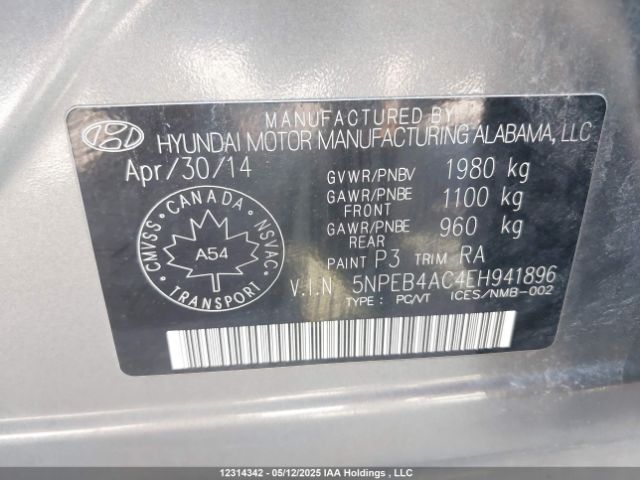 MANUFACTURED BY
HYUNDAI MOTOR MANUFACTURING ALABAMA, LLC
Apr/30/14
GVWR/PNBV 1980 kg
GAWR/PNBE FRONT 1100 kg
GAWR/PNBE REAR 960 kg
PAINT P3 TRIM RA
V.I.N 5NPEB4AC4EH941896
TYPE : PC/VT ICES/NMB-002
CMVSS CANADA NSVAC
A54
TRANSPORT
12314342 - 05/12/2025 IAA Holdings , LLC